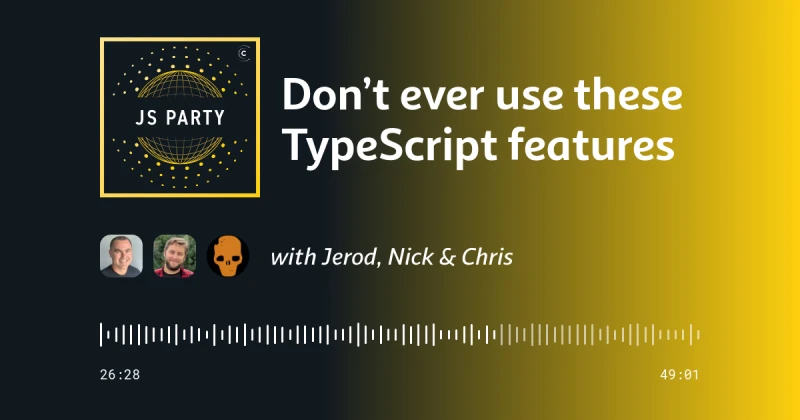 C
JS PARTY
Don't ever use these
TypeScript features
with Jerod, Nick & Chris
26:28
49:01